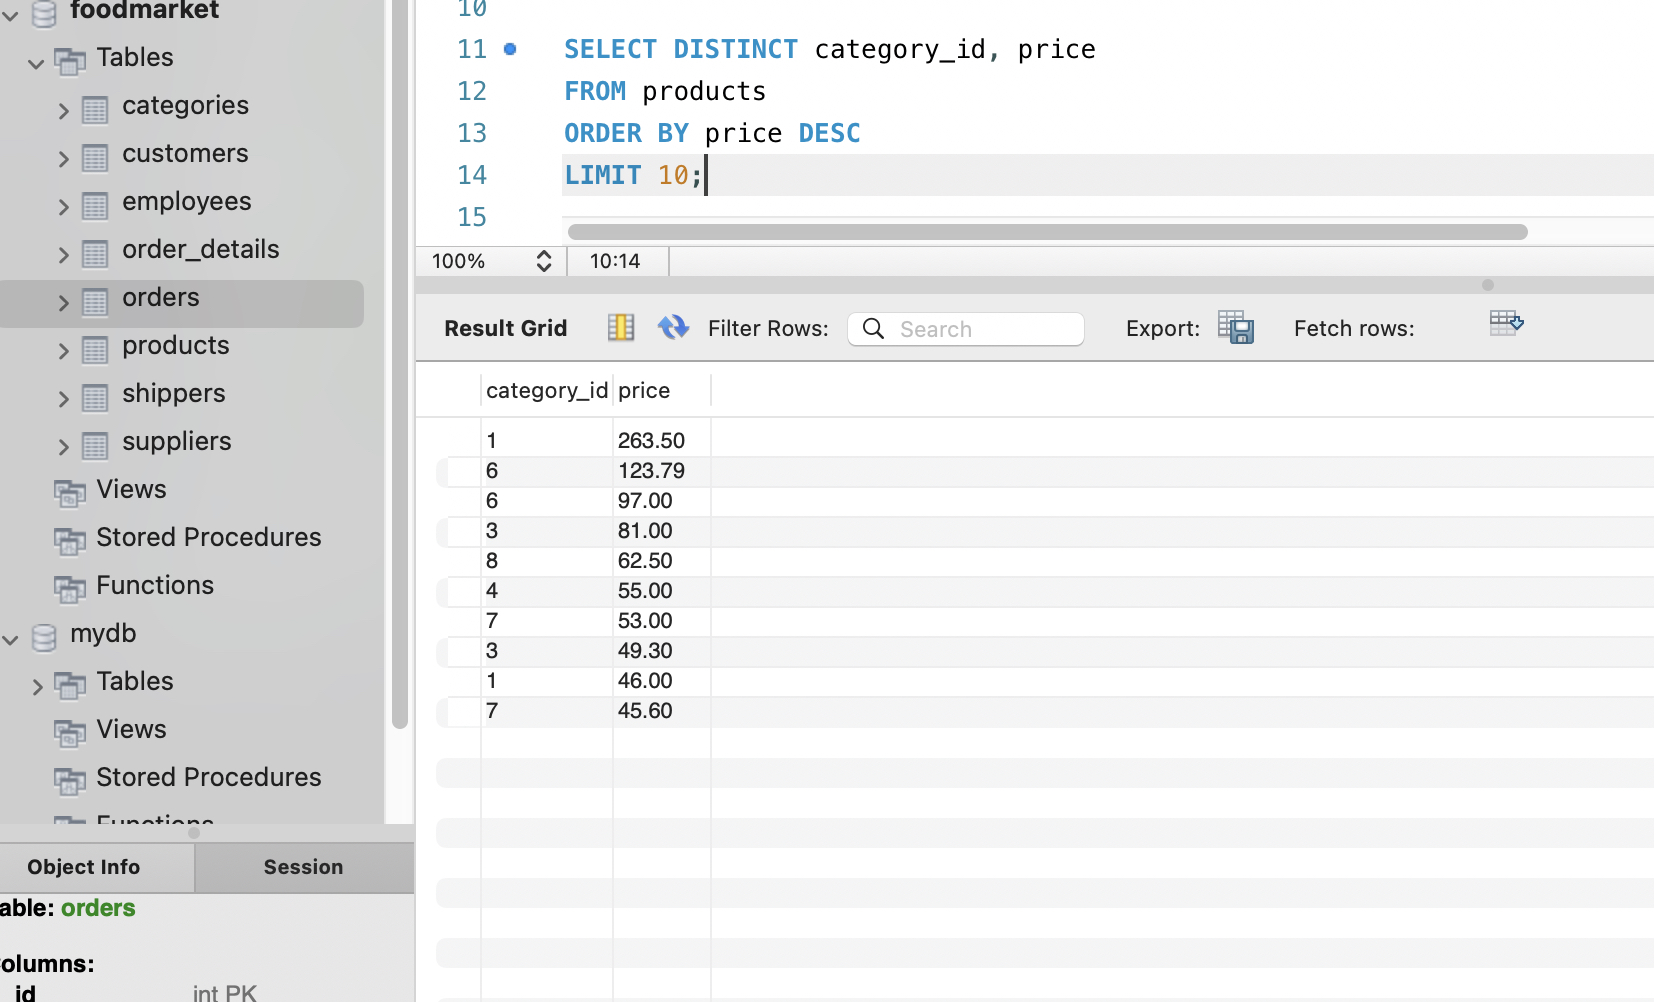 foodmarket
Tables
categories
customers
employees
order_details
orders
products
shippers
suppliers
Views
Stored Procedures
Functions
mydb
Tables
Views
Stored Procedures
Functions
Object Info Session
able: orders
olumns:
id int PK
10
11 SELECT DISTINCT category_id, price
12 FROM products
13 ORDER BY price DESC
14 LIMIT 10;
15
100% 10:14
Result Grid Filter Rows: Search Export: Fetch rows:
category_id price
1 263.50
6 123.79
6 97.00
3 81.00
8 62.50
4 55.00
7 53.00
3 49.30
1 46.00
7 45.60